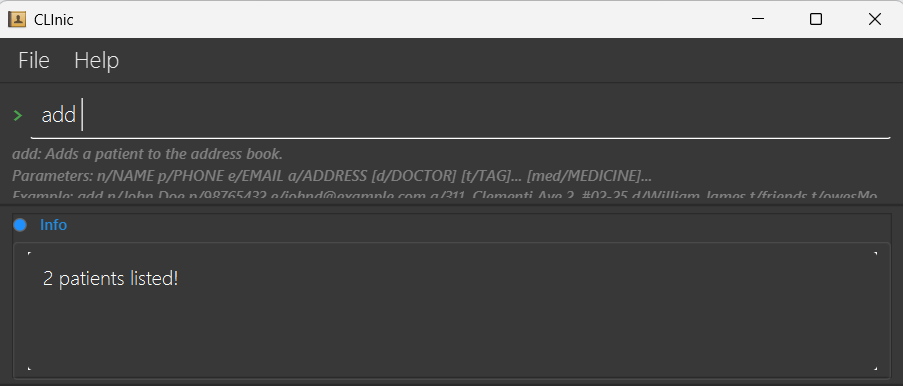 CLInic
File Help
> add
add: Adds a patient to the address book.
Parameters: n/NAME p/PHONE e/EMAIL a/ADDRESS [d/DOCTOR] [t/TAG]... [med/MEDICINE]...
Example: add n/John Doe p/98765432 e/johnd@example.com a/311, Clementi Ave 2, #02-25 d/William James t/friends t/owesMo
Info
2 patients listed!